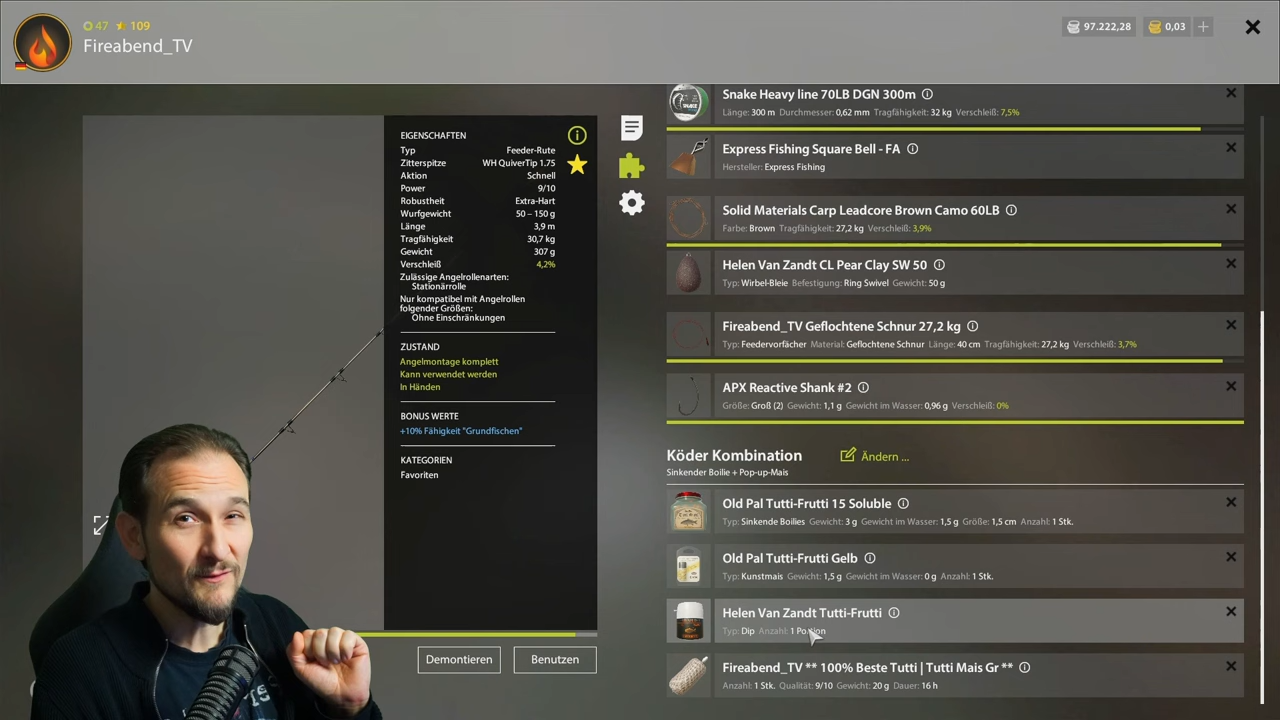 47 109
Fireabend_TV
97.222,28
0,03
EIGENSCHAFTEN
Typ Feeder-Rute
Zitterspitze WH QuiverTip 1.75
Aktion Schnell
Power 9/10
Robustheit Extra-Hart
Wurfgewicht 50 – 150 g
Länge 3,9 m
Tragfähigkeit 30,7 kg
Gewicht 307 g
Verschleiß 4,2%
Zulässige Angelrollenarten:
Stationärrolle
Nur kompatibel mit Angelrollen
folgender Größen:
Ohne Einschränkungen
ZUSTAND
Angelmontage komplett
Kann verwendet werden
In Händen
BONUS WERTE
+10% Fähigkeit "Grundfischen"
KATEGORIEN
Favoriten
Demontieren
Benutzen
Snake Heavy line 70LB DGN 300m
Länge: 300 m Durchmesser: 0,62 mm Tragfähigkeit: 32 kg Verschleiß: 7,5%
Express Fishing Square Bell - FA
Hersteller: Express Fishing
Solid Materials Carp Leadcore Brown Camo 60LB
Farbe: Brown Tragfähigkeit: 27,2 kg Verschleiß: 3,9%
Helen Van Zandt CL Pear Clay SW 50
Typ: Wirbel-Bleie Befestigung: Ring Swivel Gewicht: 50 g
Fireabend_TV Geflochtene Schnur 27,2 kg
Typ: Feedervorfächer Material: Geflochtene Schnur Länge: 40 cm Tragfähigkeit: 27,2 kg Verschleiß: 3,7%
APX Reactive Shank #2
Größe: Groß (2) Gewicht: 1,1 g Gewicht im Wasser: 0,96 g Verschleiß: 0%
Köder Kombination Ändern ...
Sinkender Boilie + Pop-up-Mais
Old Pal Tutti-Frutti 15 Soluble
Typ: Sinkende Boilies Gewicht: 3 g Gewicht im Wasser: 1,5 g Größe: 1,5 cm Anzahl: 1 Stk.
Old Pal Tutti-Frutti Gelb
Typ: Kunstmais Gewicht: 1,5 g Gewicht im Wasser: 0 g Anzahl: 1 Stk.
Helen Van Zandt Tutti-Frutti
Typ: Dip Anzahl: 1 Portion
Fireabend_TV ** 100% Beste Tutti | Tutti Mais Gr **
Anzahl: 1 Stk. Qualität: 9/10 Gewicht: 20 g Dauer: 16 h